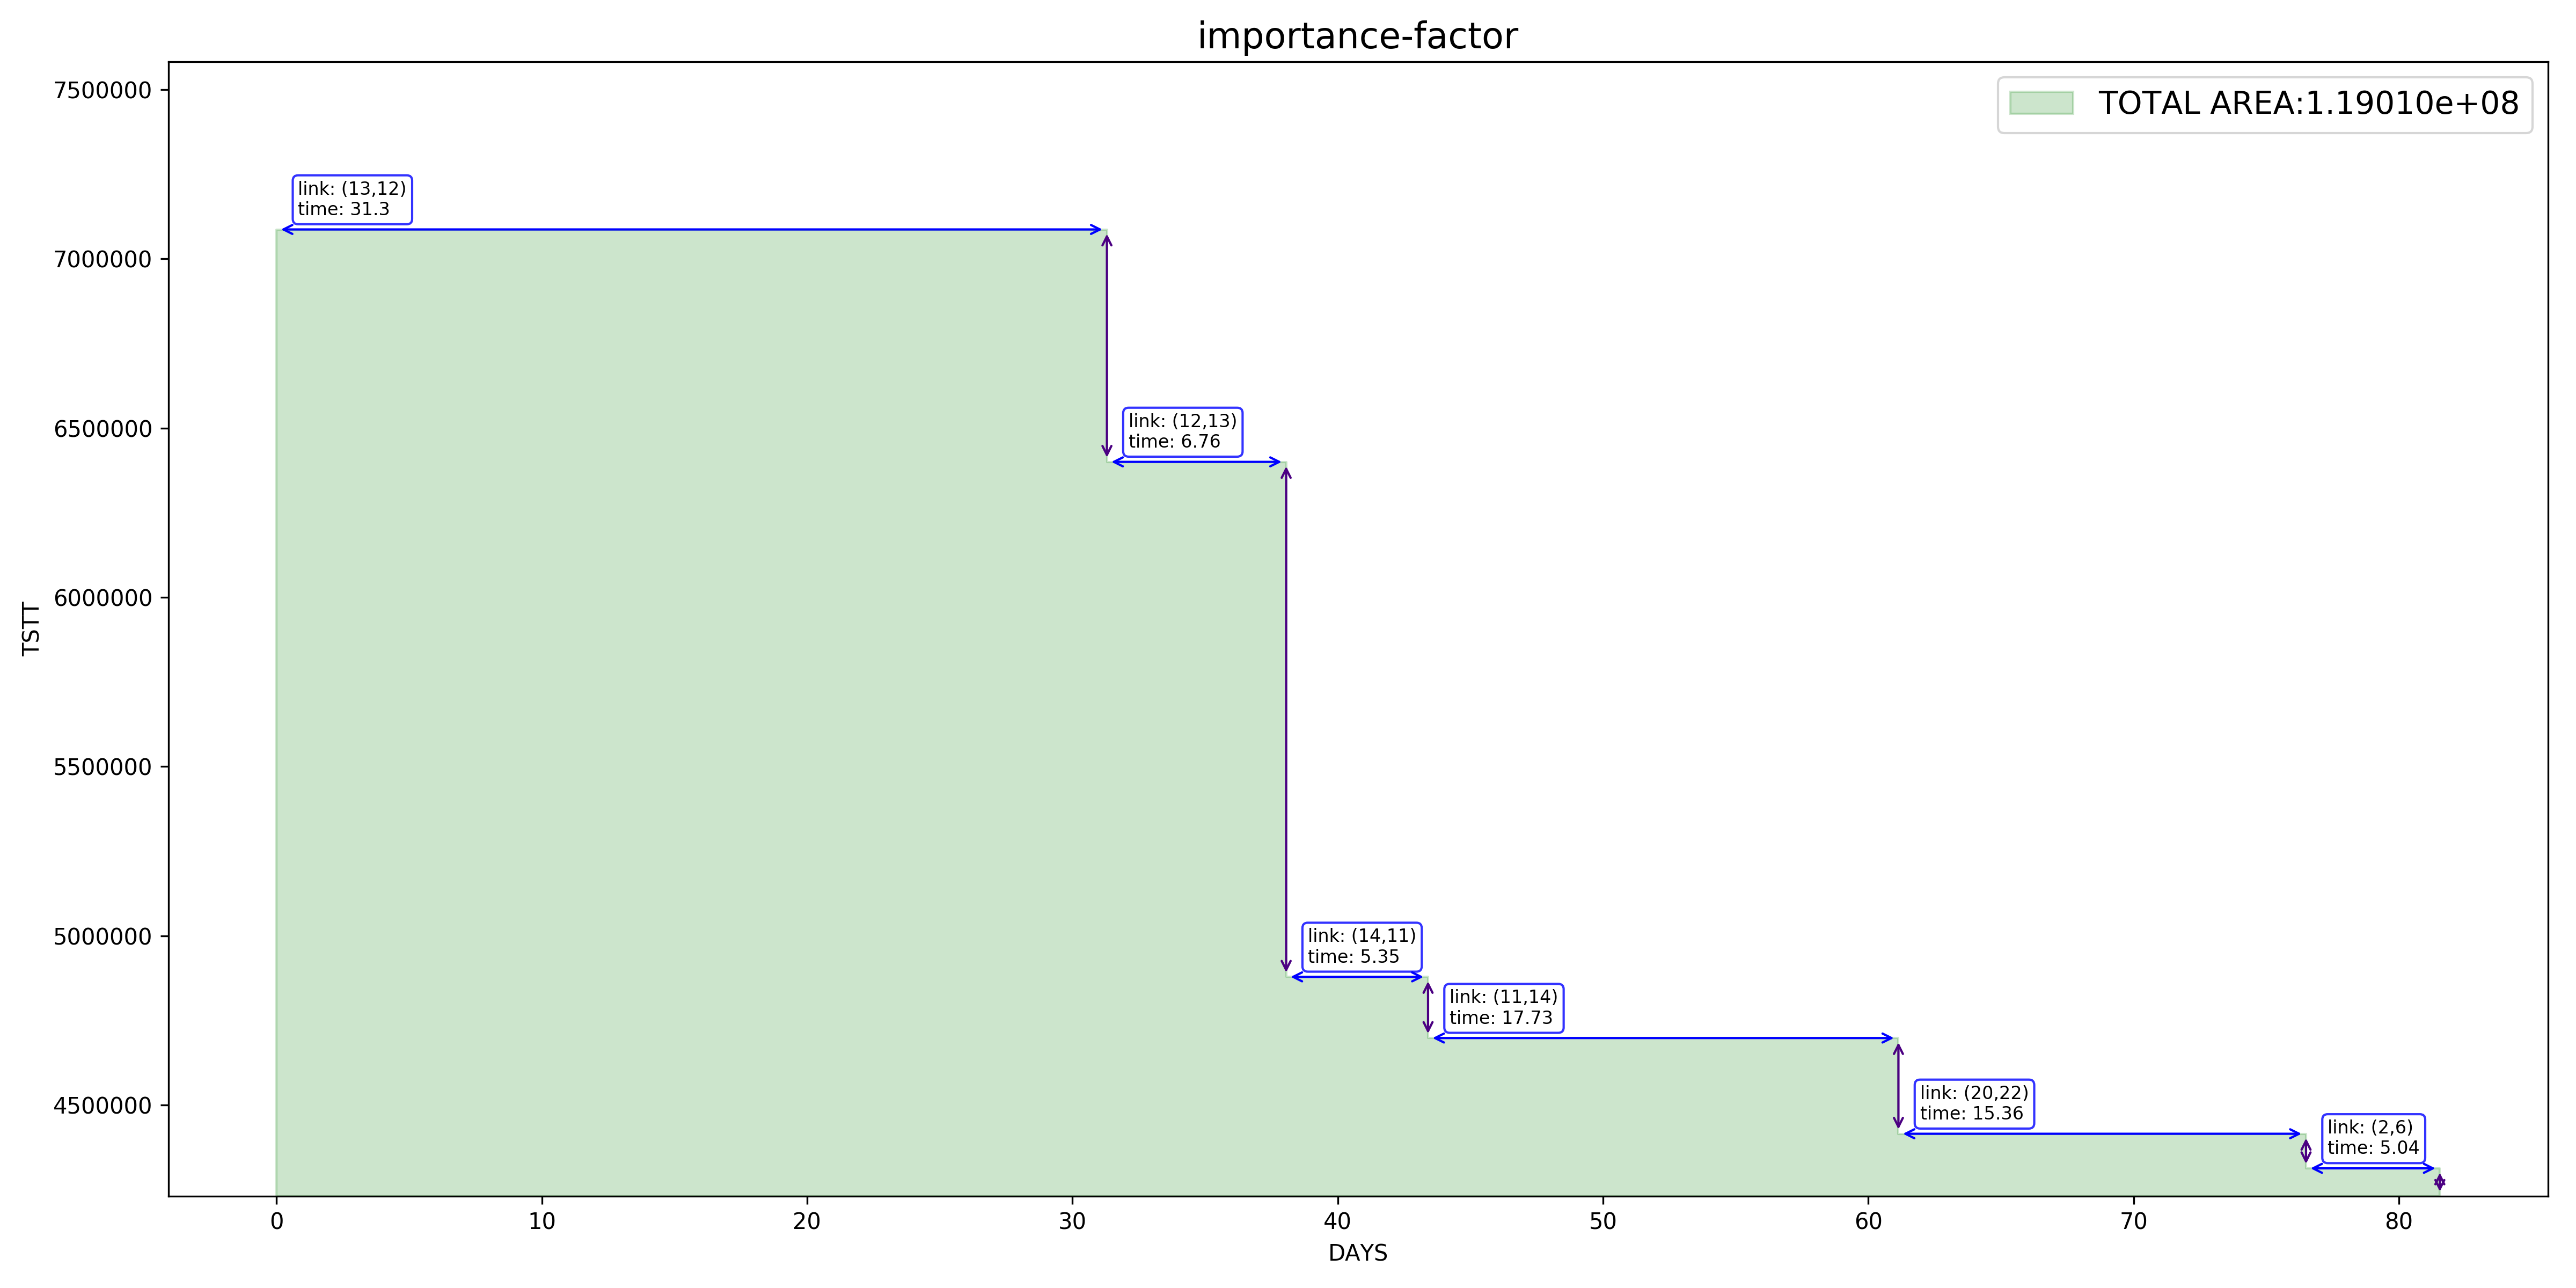 importance-factor
TOTAL AREA:1.19010e+08
7500000
7000000
6500000
6000000
5500000
5000000
4500000
TSTT
link: (13,12)
time: 31.3
link: (12,13)
time: 6.76
link: (14,11)
time: 5.35
link: (11,14)
time: 17.73
link: (20,22)
time: 15.36
link: (2,6)
time: 5.04
0 10 20 30 40 50 60 70 80
DAYS